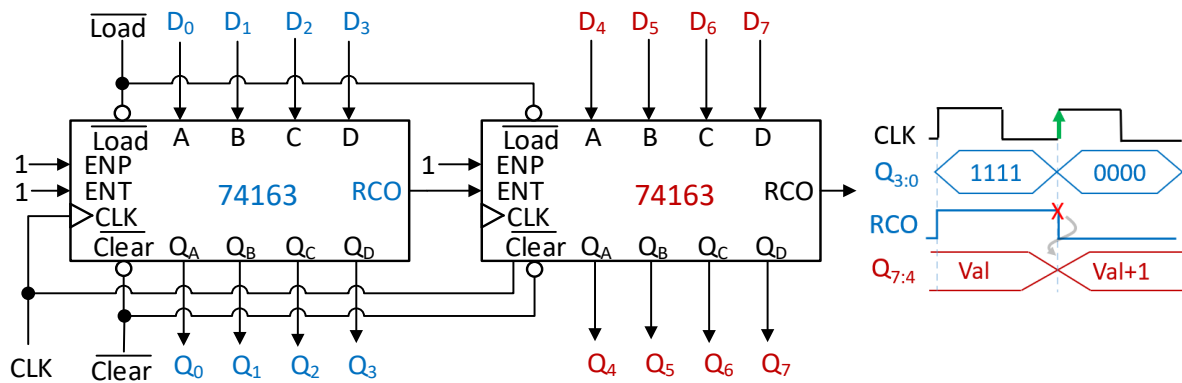 Load D0 D1 D2 D3 D4 D5 D6 D7
Load A B C D Load A B C D
1 ENP 1 ENP
1 ENT 74163 RCO ENT 74163 RCO
CLK CLK
Clear QA QB QC QD Clear QA QB QC QD
CLK Clear Q0 Q1 Q2 Q3 Q4 Q5 Q6 Q7
CLK
Q3:0 1111 0000
RCO X
Q7:4 Val Val+1